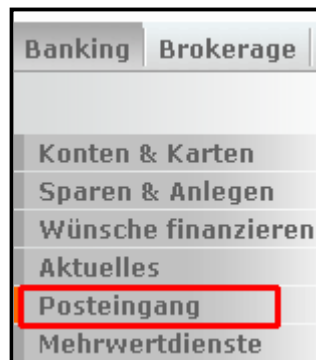 Banking Brokerage
Konten & Karten
Sparen & Anlegen
Wünsche finanzieren
Aktuelles
Posteingang
Mehrwertdienste